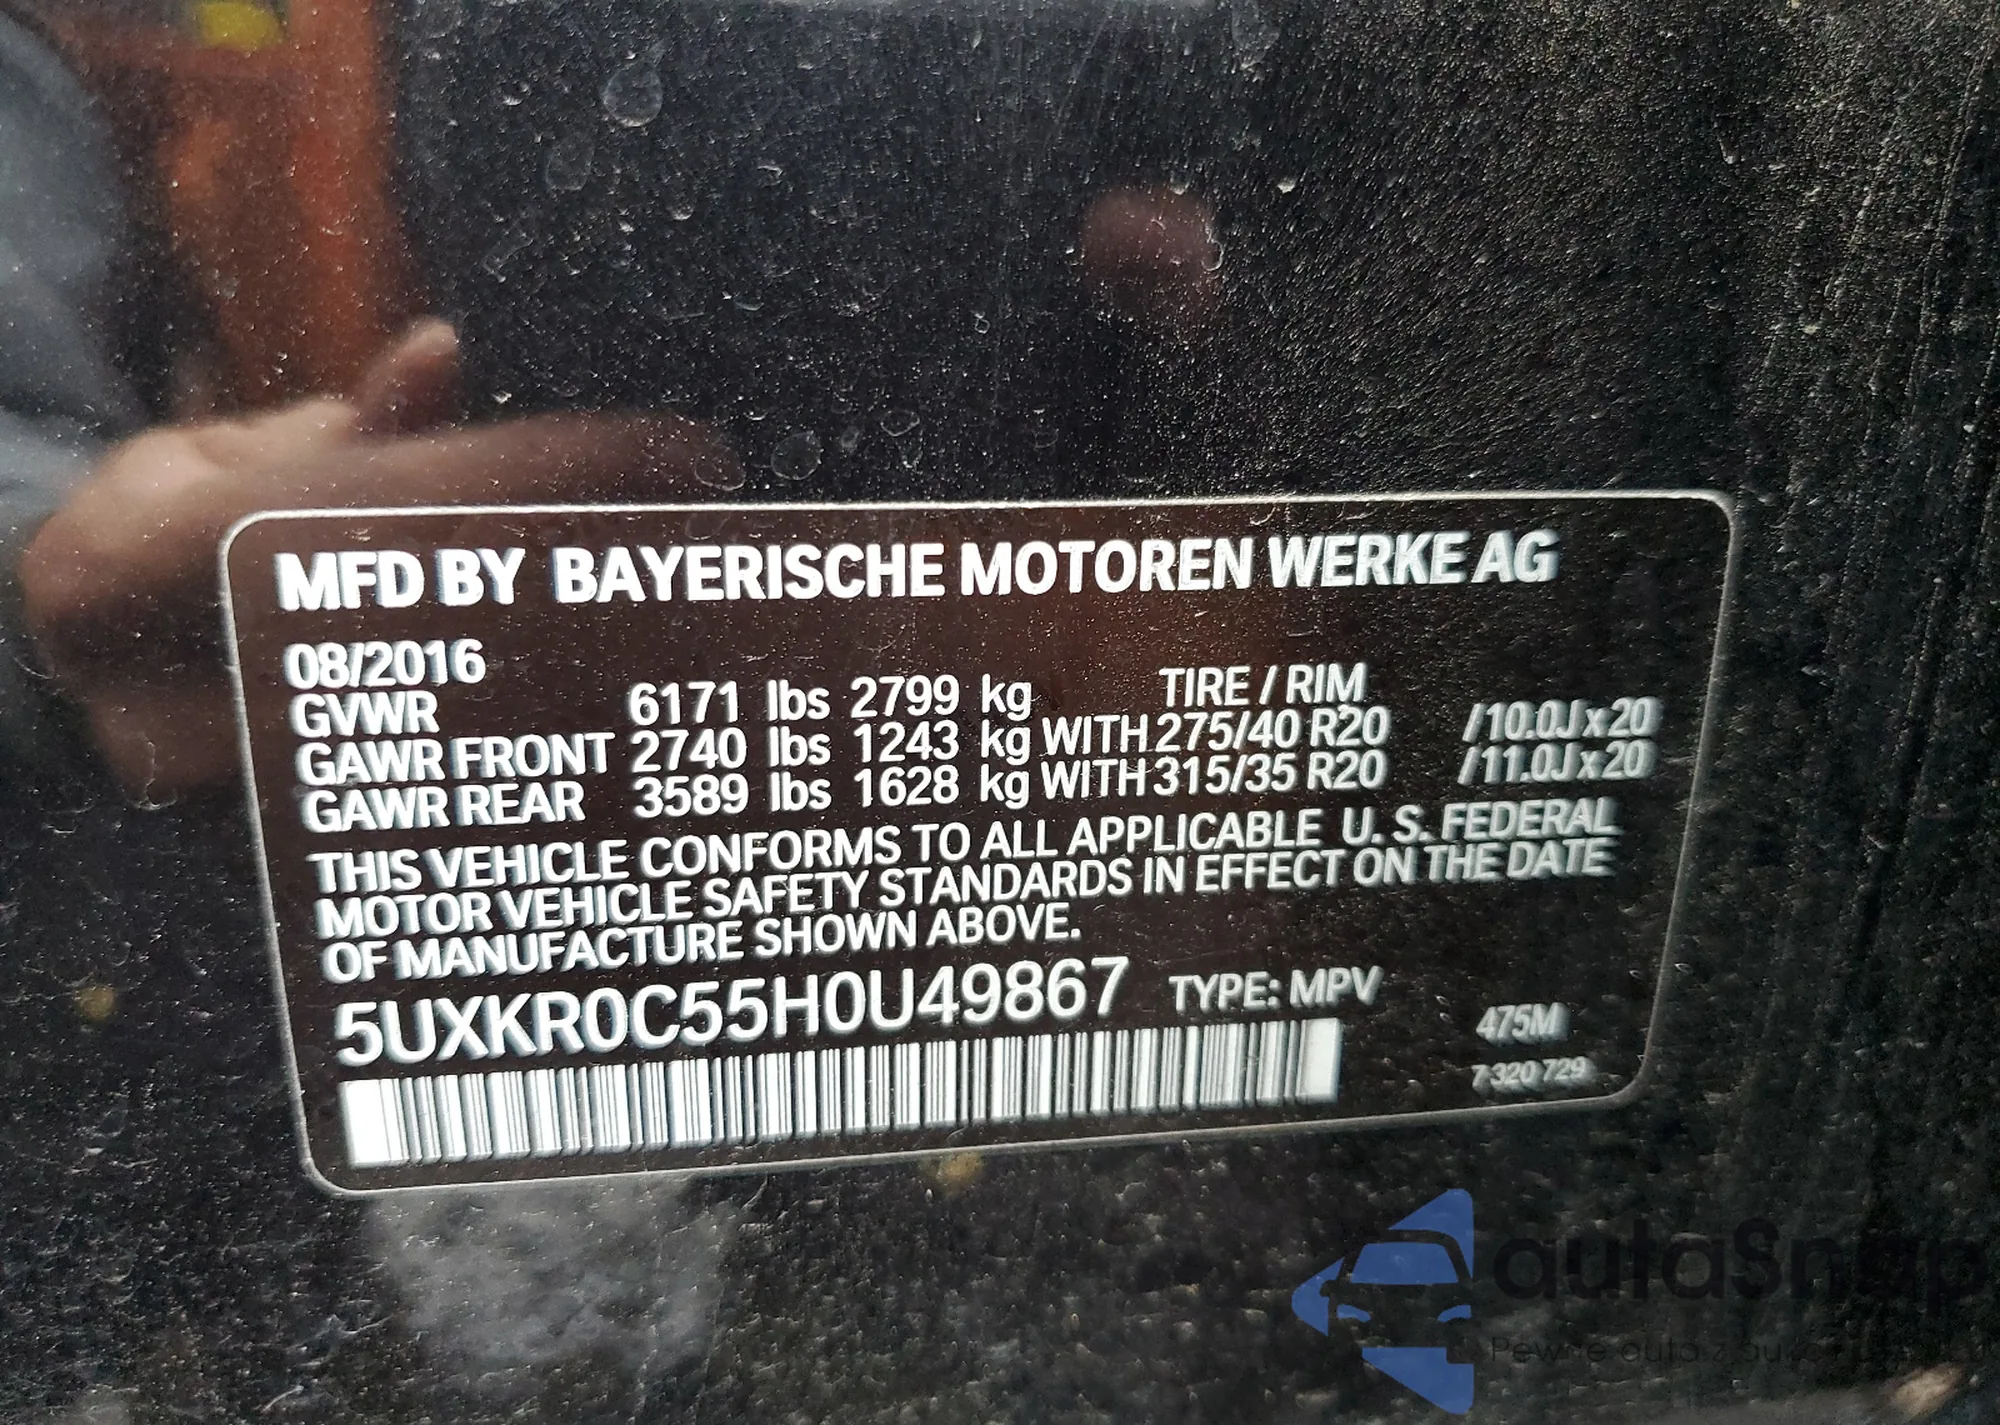 MFD BY BAYERISCHE MOTOREN WERKE AG
08/2016
GVWR 6171 lbs 2799 kg TIRE / RIM
GAWR FRONT 2740 lbs 1243 kg WITH 275/40 R20 /10.0J x 20
GAWR REAR 3589 lbs 1628 kg WITH 315/35 R20 /11.0J x 20
THIS VEHICLE CONFORMS TO ALL APPLICABLE U. S. FEDERAL
MOTOR VEHICLE SAFETY STANDARDS IN EFFECT ON THE DATE
OF MANUFACTURE SHOWN ABOVE.
5UXKR0C55H0U49867 TYPE: MPV
475M
7 320 729
autaSnap
Pewne auta z